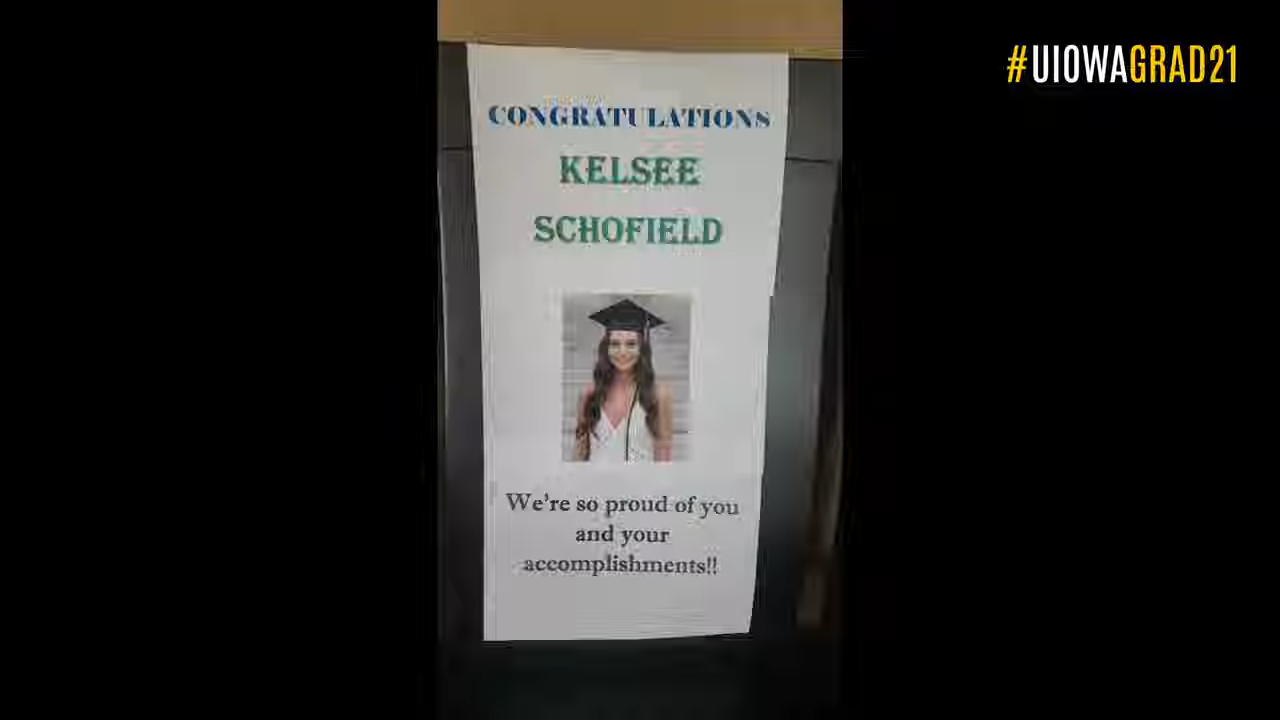 #UIOWAGRAD21
CONGRATULATIONS
KELSEE
SCHOFIELD
We're so proud of you
and your
accomplishments!!